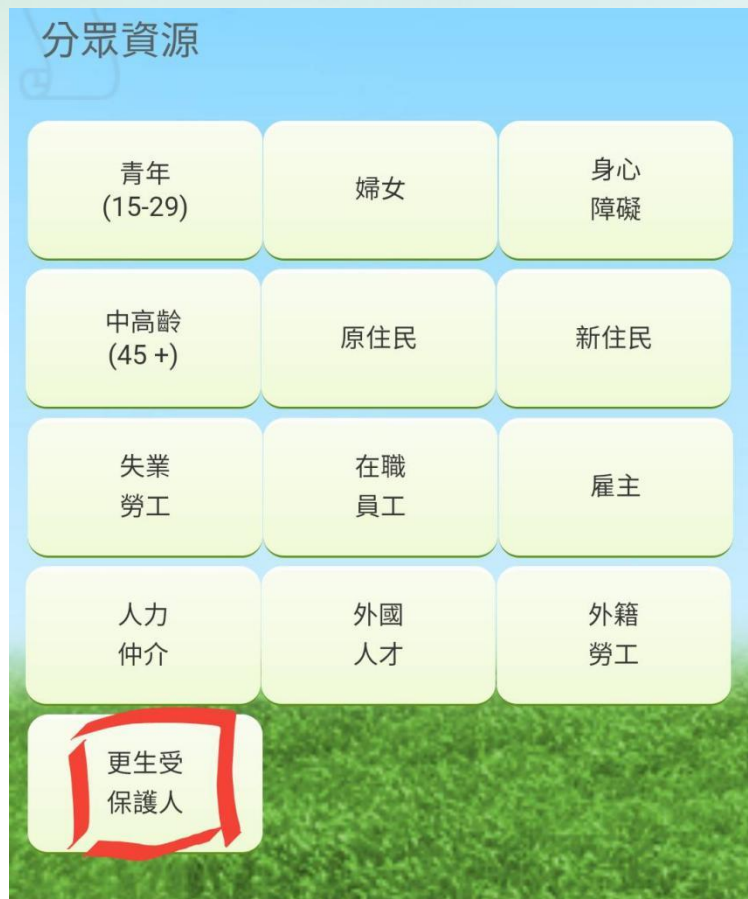 分眾資源
青年
(15-29)
婦女
身心
障礙
中高齡
(45 +)
原住民
新住民
失業
勞工
在職
員工
雇主
人力
仲介
外國
人才
外籍
勞工
更生受
保護人